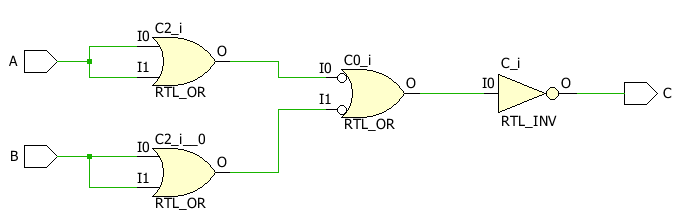 C2_i
A
I0
I1
O
RTL_OR
C0_i
I0
I1
O
RTL_OR
C_i
I0
O
RTL_INV
C
C2_i__0
B
I0
I1
O
RTL_OR